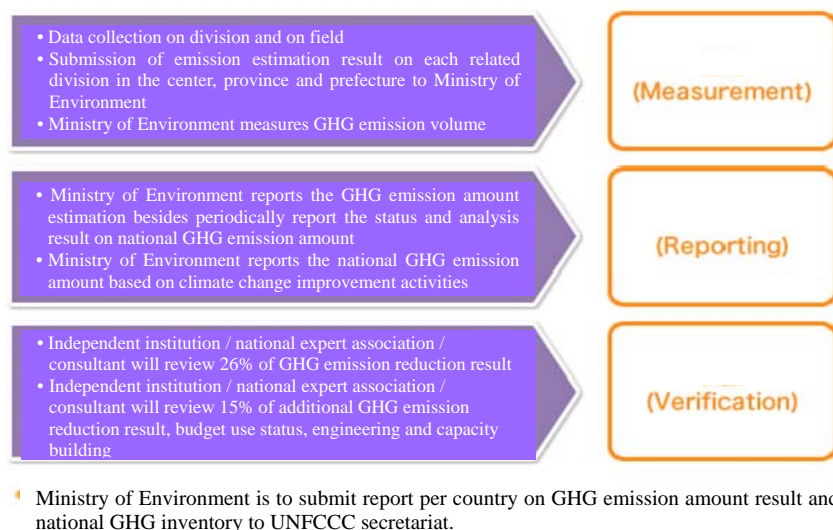 • Data collection on division and on field
• Submission of emission estimation result on each related
division in the center, province and prefecture to Ministry of
Environment
• Ministry of Environment measures GHG emission volume
(Measurement)
• Ministry of Environment reports the GHG emission amount
estimation besides periodically report the status and analysis
result on national GHG emission amount
• Ministry of Environment reports the national GHG emission
amount based on climate change improvement activities
(Reporting)
• Independent institution / national expert association /
consultant will review 26% of GHG emission reduction result
• Independent institution / national expert association /
consultant will review 15% of additional GHG emission
reduction result, budget use status, engineering and capacity
building
(Verification)
• Ministry of Environment is to submit report per country on GHG emission amount result and
national GHG inventory to UNFCCC secretariat.